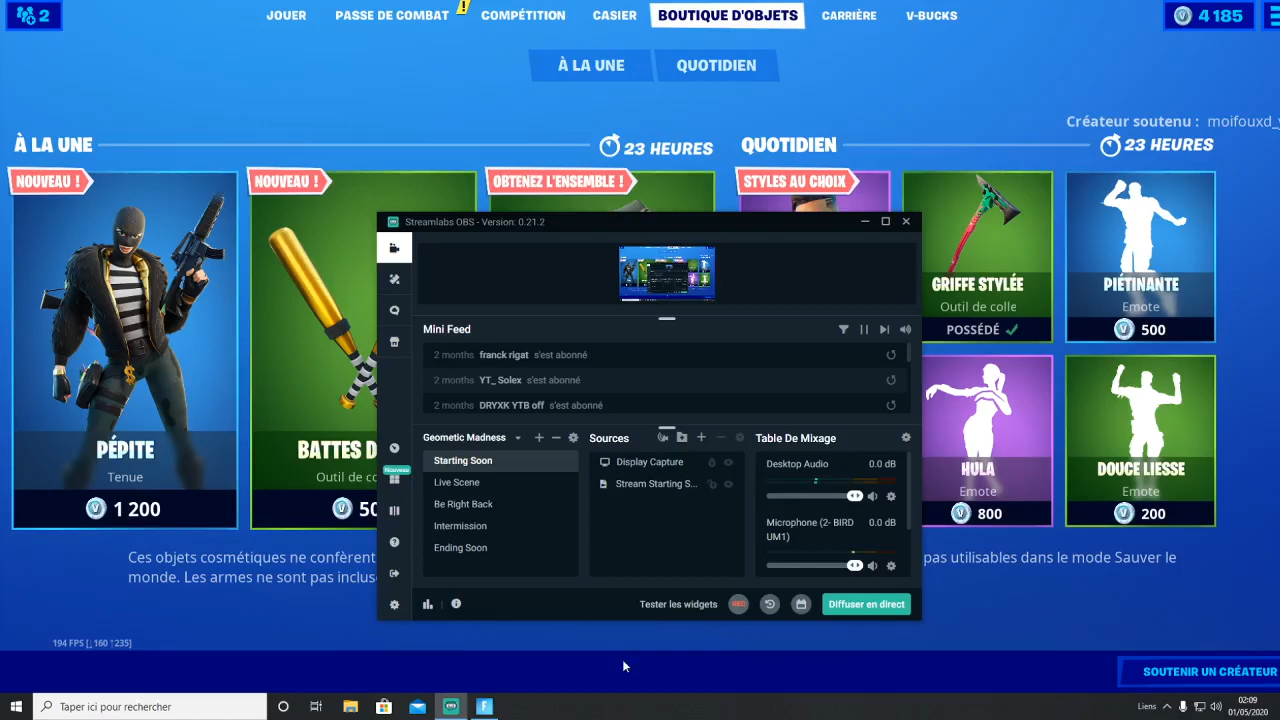 2
JOUER
PASSE DE COMBAT
COMPÉTITION
CASIER
BOUTIQUE D'OBJETS
CARRIÈRE
V-BUCKS
4 185
À LA UNE
QUOTIDIEN
Créateur soutenu : moifouxd_
À LA UNE
23 HEURES
QUOTIDIEN
23 HEURES
NOUVEAU !
NOUVEAU !
OBTENEZ L'ENSEMBLE !
STYLES AU CHOIX
PÉPITE
Tenue
1 200
BATTES D
Outil de co
50
GRIFFE STYLÉE
Outil de colle
POSSÉDÉ
PIÉTINANTE
Emote
500
HULA
Emote
800
DOUCE LIESSE
Emote
200
Streamlabs OBS - Version: 0.21.2
Mini Feed
2 months franck rigat s'est abonné
2 months YT_ Solex s'est abonné
2 months DRYXK YTB off s'est abonné
Nouveau
Geometic Madness
Starting Soon
Live Scene
Be Right Back
Intermission
Ending Soon
Sources
Display Capture
Stream Starting S...
Table De Mixage
Desktop Audio 0.0 dB
Microphone (2- BIRD 0.0 dB
UM1)
Tester les widgets
REC
Diffuser en direct
Ces objets cosmétiques ne confèrent
pas utilisables dans le mode Sauver le
monde. Les armes ne sont pas incluse
194 FPS [↓160 ↑235]
SOUTENIR UN CRÉATEUR
Taper ici pour rechercher
Liens
02:09
01/05/2020